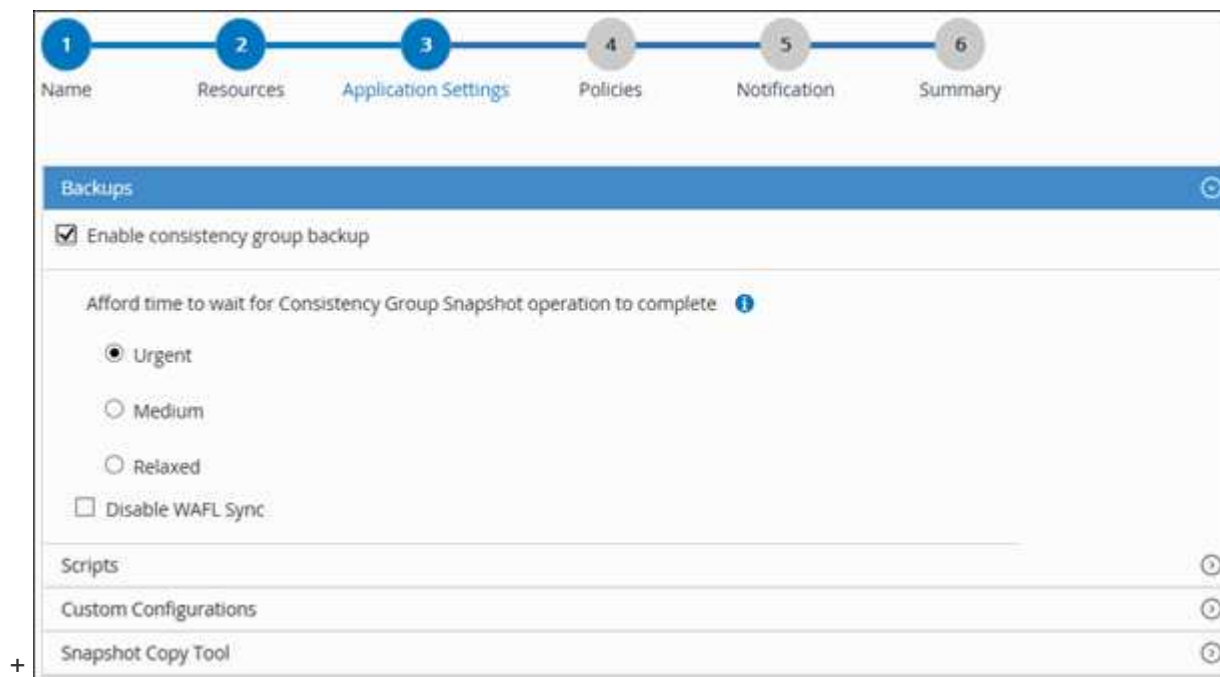 1 2 3 4 5 6
Name Resources Application Settings Policies Notification Summary
Backups
Enable consistency group backup
Afford time to wait for Consistency Group Snapshot operation to complete i
Urgent
Medium
Relaxed
Disable WAFL Sync
Scripts
Custom Configurations
Snapshot Copy Tool
+